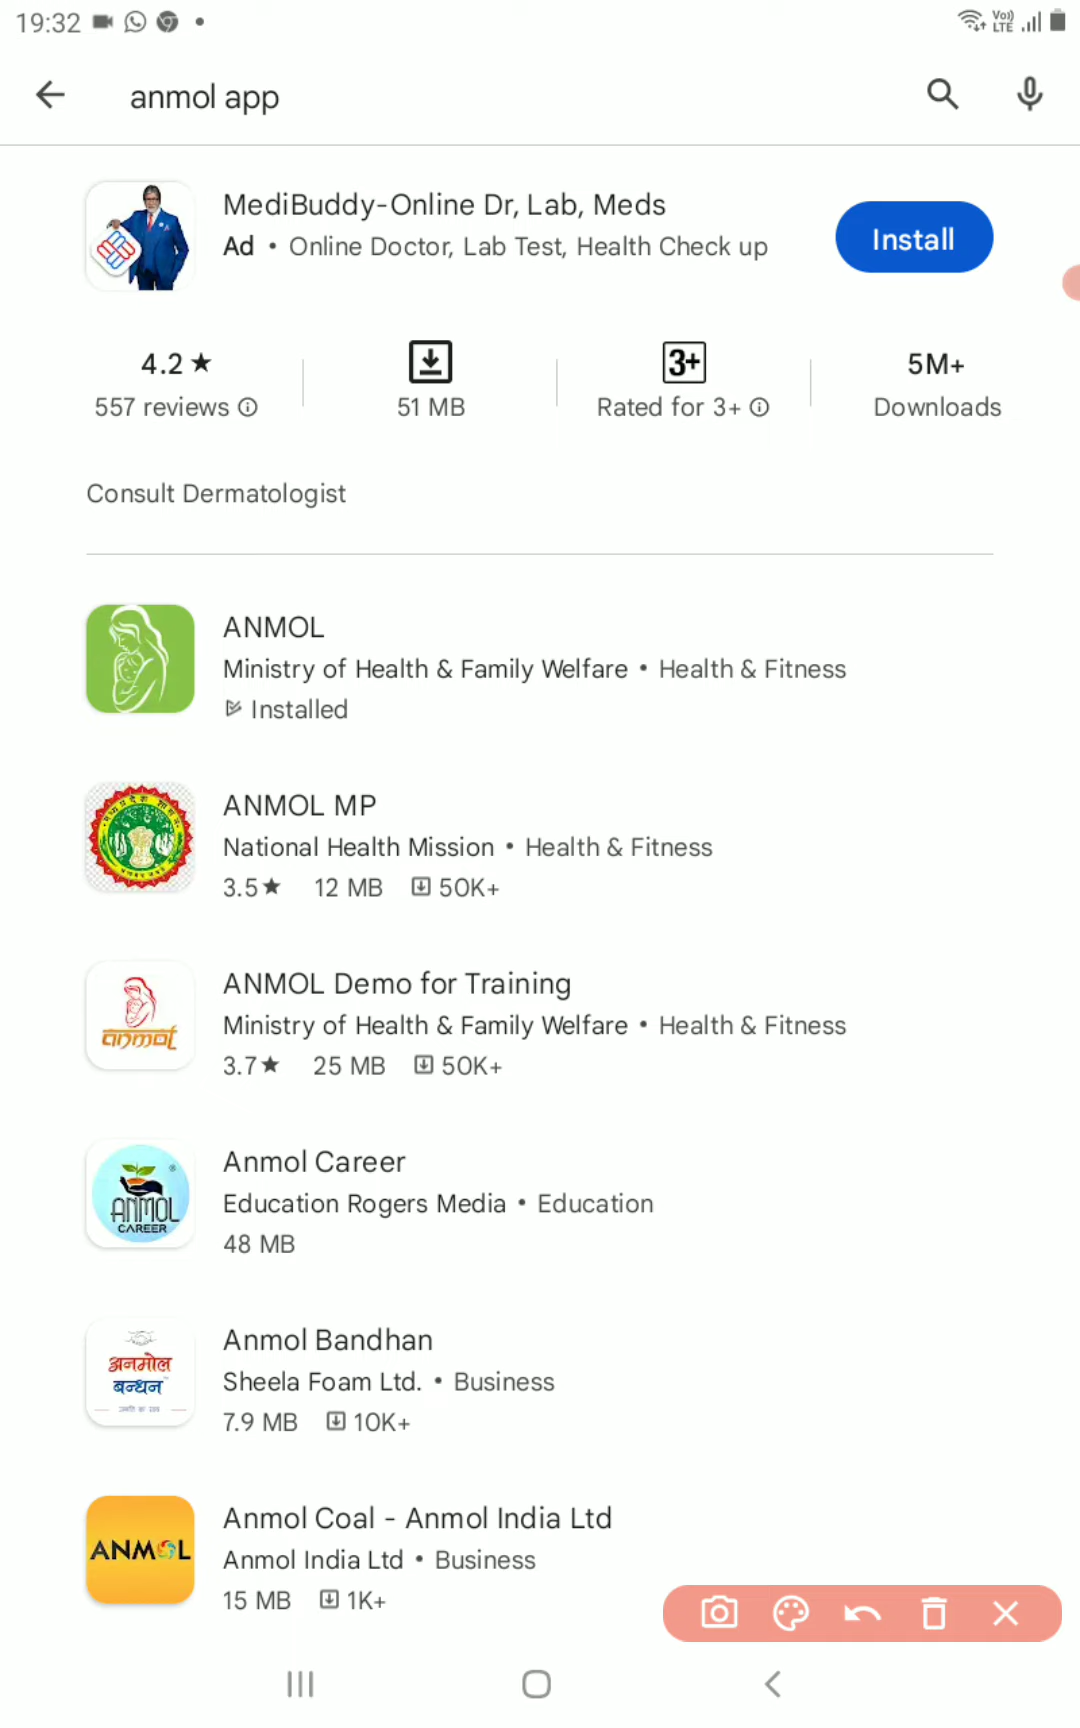 19:32
Vo))
LTE
anmol app
MediBuddy-Online Dr, Lab, Meds
Ad • Online Doctor, Lab Test, Health Check up
Install
4.2 ★
557 reviews
51 MB
3+
Rated for 3+
5M+
Downloads
Consult Dermatologist
ANMOL
Ministry of Health & Family Welfare • Health & Fitness
Installed
ANMOL MP
National Health Mission • Health & Fitness
3.5★ 12 MB 50K+
anmol
ANMOL Demo for Training
Ministry of Health & Family Welfare • Health & Fitness
3.7★ 25 MB 50K+
ANMOL
CAREER
Anmol Career
Education Rogers Media • Education
48 MB
अनमोल
बन्धन
Anmol Bandhan
Sheela Foam Ltd. • Business
7.9 MB 10K+
ANMOL
Anmol Coal - Anmol India Ltd
Anmol India Ltd • Business
15 MB 1K+